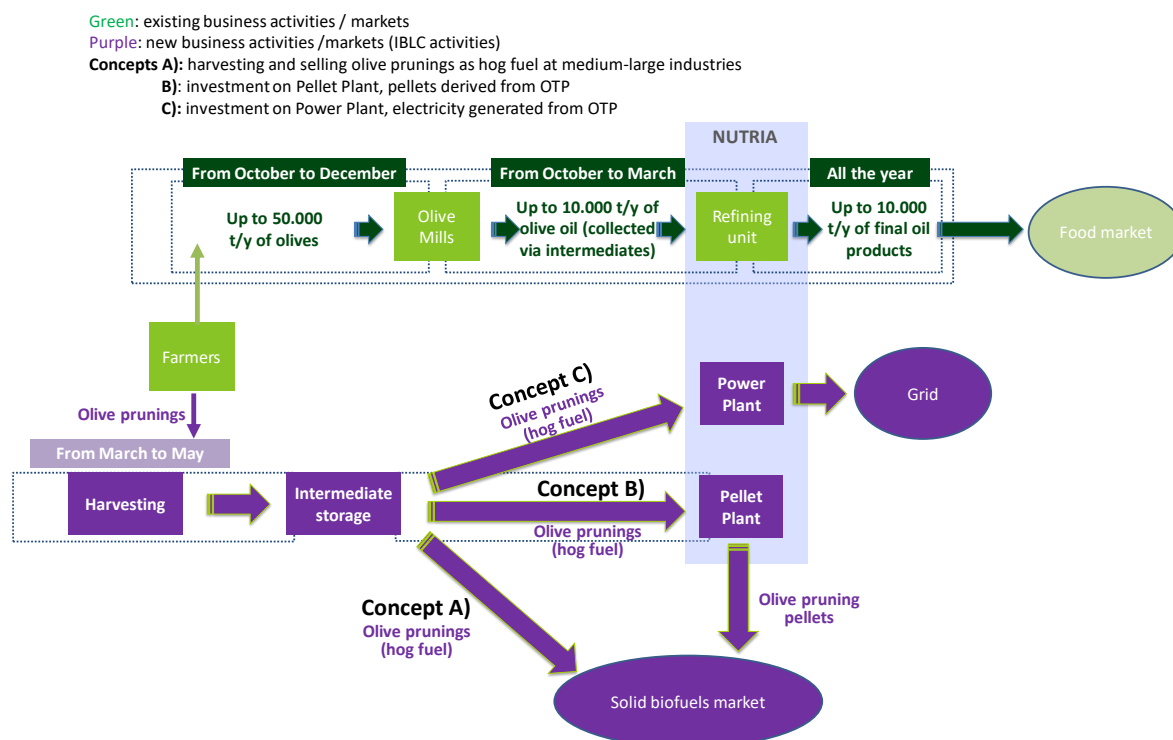 Green: existing business activities / markets
Purple: new business activities /markets (IBLC activities)
Concepts A): harvesting and selling olive prunings as hog fuel at medium-large industries
B): investment on Pellet Plant, pellets derived from OTP
C): investment on Power Plant, electricity generated from OTP
NUTRIA
From October to December
From October to March
All the year
Up to 50.000
t/y of olives
Olive
Mills
Up to 10.000 t/y of
olive oil (collected
via intermediates)
Refining
unit
Up to 10.000
t/y of final oil
products
Food market
Farmers
Olive prunings
From March to May
Harvesting
Intermediate
storage
Concept C)
Olive prunings
(hog fuel)
Power
Plant
Grid
Concept B)
Olive prunings
(hog fuel)
Pellet
Plant
Concept A)
Olive prunings
(hog fuel)
Olive pruning
pellets
Solid biofuels market